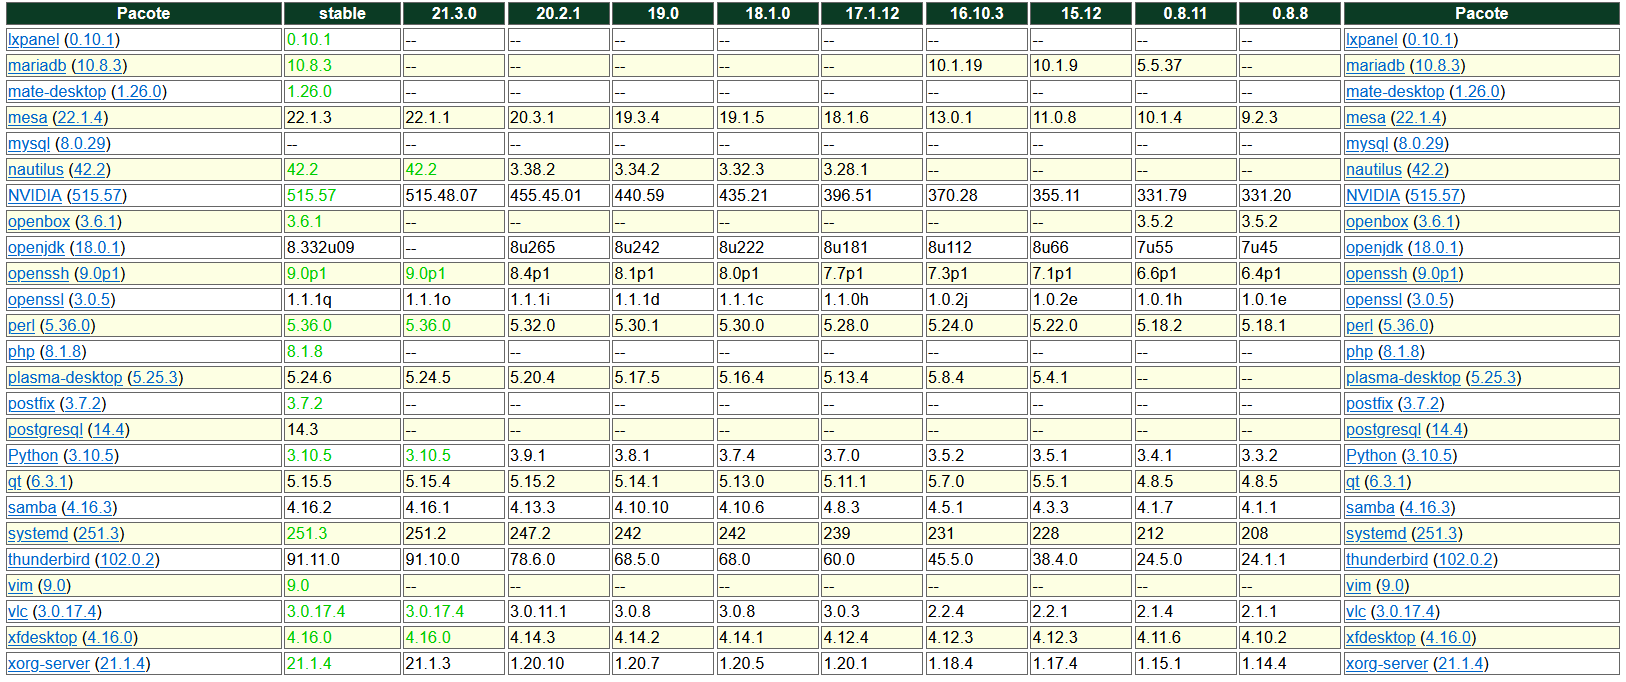 Pacote stable 21.3.0 20.2.1 19.0 18.1.0 17.1.12 16.10.3 15.12 0.8.11 0.8.8 Pacote
lxpanel (0.10.1) 0.10.1 -- -- -- -- -- -- -- -- -- lxpanel (0.10.1)
mariadb (10.8.3) 10.8.3 -- -- -- -- -- 10.1.19 10.1.9 5.5.37 -- mariadb (10.8.3)
mate-desktop (1.26.0) 1.26.0 -- -- -- -- -- -- -- -- -- mate-desktop (1.26.0)
mesa (22.1.4) 22.1.3 22.1.1 20.3.1 19.3.4 19.1.5 18.1.6 13.0.1 11.0.8 10.1.4 9.2.3 mesa (22.1.4)
mysql (8.0.29) -- -- -- -- -- -- -- -- -- -- mysql (8.0.29)
nautilus (42.2) 42.2 42.2 3.38.2 3.34.2 3.32.3 3.28.1 -- -- -- -- nautilus (42.2)
NVIDIA (515.57) 515.57 515.48.07 455.45.01 440.59 435.21 396.51 370.28 355.11 331.79 331.20 NVIDIA (515.57)
openbox (3.6.1) 3.6.1 -- -- -- -- -- -- -- 3.5.2 3.5.2 openbox (3.6.1)
openjdk (18.0.1) 8.332u09 -- 8u265 8u242 8u222 8u181 8u112 8u66 7u55 7u45 openjdk (18.0.1)
openssh (9.0p1) 9.0p1 9.0p1 8.4p1 8.1p1 8.0p1 7.7p1 7.3p1 7.1p1 6.6p1 6.4p1 openssh (9.0p1)
openssl (3.0.5) 1.1.1q 1.1.1o 1.1.1i 1.1.1d 1.1.1c 1.1.0h 1.0.2j 1.0.2e 1.0.1h 1.0.1e openssl (3.0.5)
perl (5.36.0) 5.36.0 5.36.0 5.32.0 5.30.1 5.30.0 5.28.0 5.24.0 5.22.0 5.18.2 5.18.1 perl (5.36.0)
php (8.1.8) 8.1.8 -- -- -- -- -- -- -- -- -- php (8.1.8)
plasma-desktop (5.25.3) 5.24.6 5.24.5 5.20.4 5.17.5 5.16.4 5.13.4 5.8.4 5.4.1 -- -- plasma-desktop (5.25.3)
postfix (3.7.2) 3.7.2 -- -- -- -- -- -- -- -- -- postfix (3.7.2)
postgresql (14.4) 14.3 -- -- -- -- -- -- -- -- -- postgresql (14.4)
Python (3.10.5) 3.10.5 3.10.5 3.9.1 3.8.1 3.7.4 3.7.0 3.5.2 3.5.1 3.4.1 3.3.2 Python (3.10.5)
qt (6.3.1) 5.15.5 5.15.4 5.15.2 5.14.1 5.13.0 5.11.1 5.7.0 5.5.1 4.8.5 4.8.5 qt (6.3.1)
samba (4.16.3) 4.16.2 4.16.1 4.13.3 4.10.10 4.10.6 4.8.3 4.5.1 4.3.3 4.1.7 4.1.1 samba (4.16.3)
systemd (251.3) 251.3 251.2 247.2 242 242 239 231 228 212 208 systemd (251.3)
thunderbird (102.0.2) 91.11.0 91.10.0 78.6.0 68.5.0 68.0 60.0 45.5.0 38.4.0 24.5.0 24.1.1 thunderbird (102.0.2)
vim (9.0) 9.0 -- -- -- -- -- -- -- -- -- vim (9.0)
vlc (3.0.17.4) 3.0.17.4 3.0.17.4 3.0.11.1 3.0.8 3.0.8 3.0.3 2.2.4 2.2.1 2.1.4 2.1.1 vlc (3.0.17.4)
xfdesktop (4.16.0) 4.16.0 4.16.0 4.14.3 4.14.2 4.14.1 4.12.4 4.12.3 4.12.3 4.11.6 4.10.2 xfdesktop (4.16.0)
xorg-server (21.1.4) 21.1.4 21.1.3 1.20.10 1.20.7 1.20.5 1.20.1 1.18.4 1.17.4 1.15.1 1.14.4 xorg-server (21.1.4)